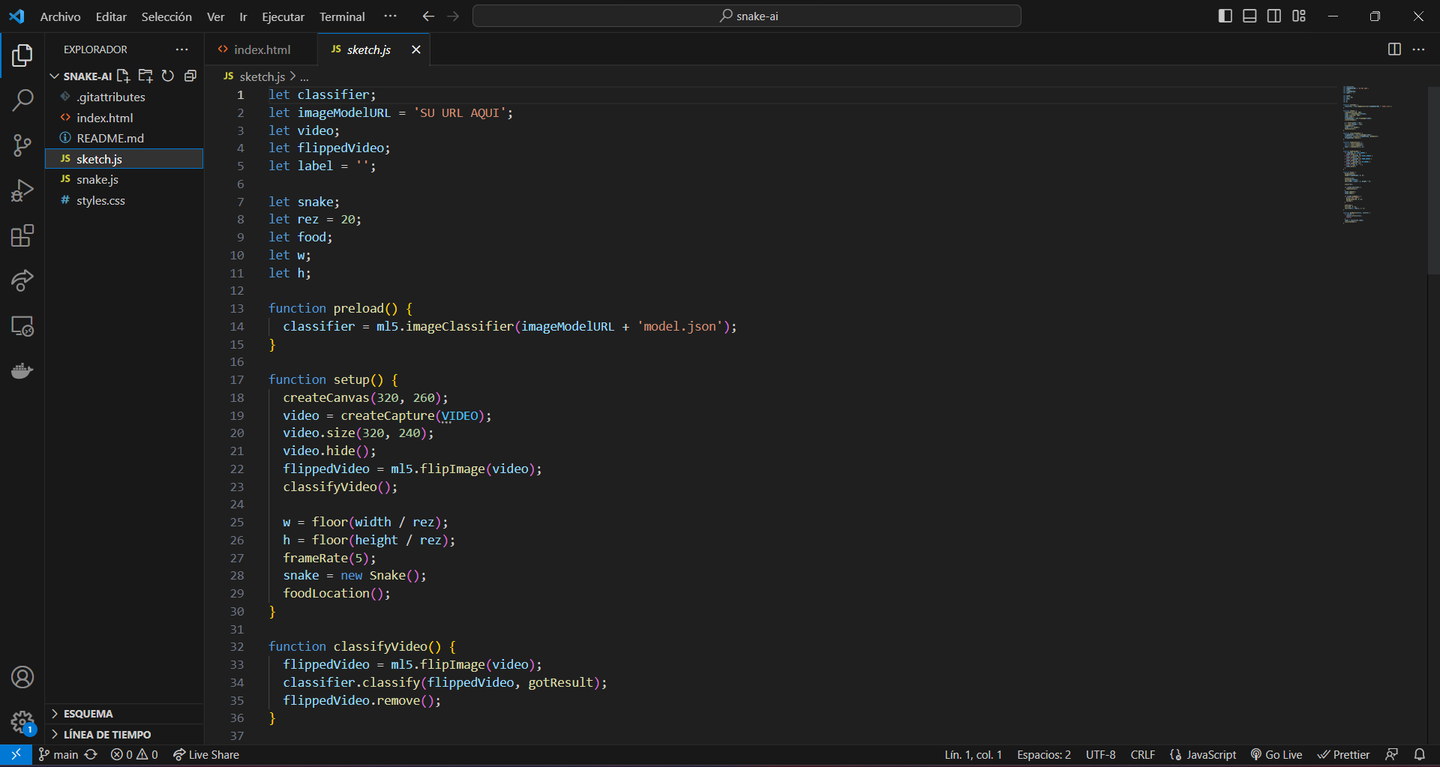 Archivo Editar Selección Ver Ir Ejecutar Terminal ··· snake-ai
EXPLORADOR ···
SNAKE-AI
.gitattributes
index.html
README.md
JS sketch.js
JS snake.js
# styles.css
ESQUEMA
LÍNEA DE TIEMPO
index.html
JS sketch.js
JS sketch.js > ...
1 let classifier;
2 let imageModelURL = 'SU URL AQUI';
3 let video;
4 let flippedVideo;
5 let label = '';
6
7 let snake;
8 let rez = 20;
9 let food;
10 let w;
11 let h;
12
13 function preload() {
14 classifier = ml5.imageClassifier(imageModelURL + 'model.json');
15 }
16
17 function setup() {
18 createCanvas(320, 260);
19 video = createCapture(VIDEO);
20 video.size(320, 240);
21 video.hide();
22 flippedVideo = ml5.flipImage(video);
23 classifyVideo();
24
25 w = floor(width / rez);
26 h = floor(height / rez);
27 frameRate(5);
28 snake = new Snake();
29 foodLocation();
30 }
31
32 function classifyVideo() {
33 flippedVideo = ml5.flipImage(video);
34 classifier.classify(flippedVideo, gotResult);
35 flippedVideo.remove();
36 }
37
1
main 0 0 Live Share Lín. 1, col. 1 Espacios: 2 UTF-8 CRLF {} JavaScript Go Live Prettier